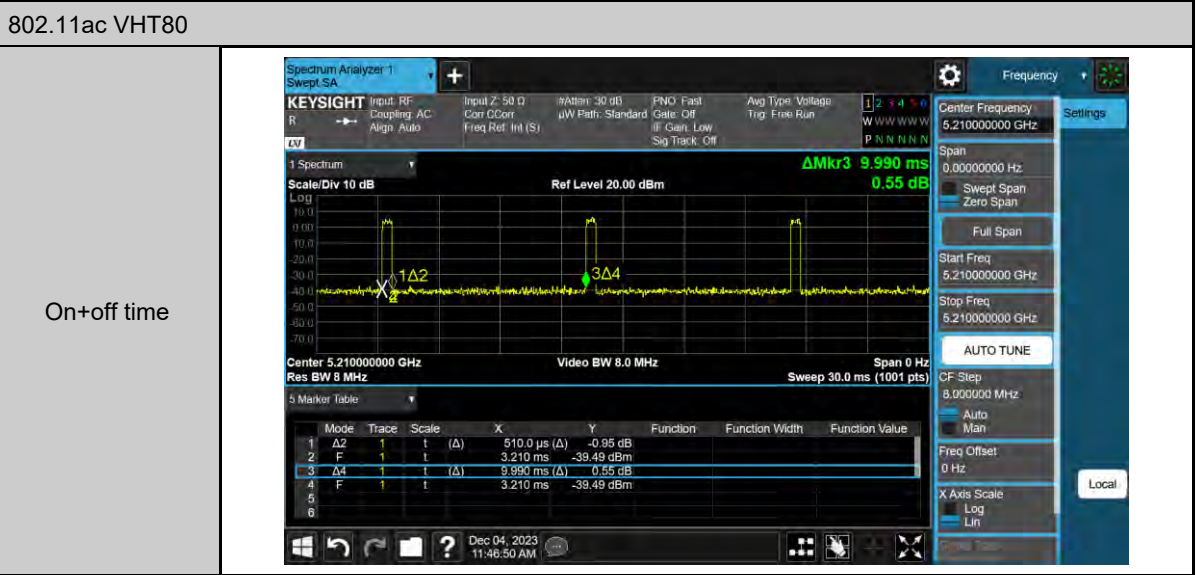 802.11ac VHT80
On+off time
Spectrum Analyzer 1
Swept SA
Frequency
KEYSIGHT
R
LXI
Input: RF
Coupling: AC
Align: Auto
Input Z: 50 Ω
Corr CCorr
Freq Ref: Int (S)
#Atten: 30 dB
µW Path: Standard
PNO: Fast
Gate: Off
IF Gain: Low
Sig Track: Off
Avg Type: Voltage
Trig: Free Run
1 2 3 4 5 6
W W W W W W
P N N N N N
1 Spectrum
ΔMkr3 9.990 ms
0.55 dB
Scale/Div 10 dB
Ref Level 20.00 dBm
Log
10.0
0.00
-10.0
-20.0
-30.0
-40.0
-50.0
-60.0
-70.0
1Δ2
2
3Δ4
Center 5.210000000 GHz
Video BW 8.0 MHz
Span 0 Hz
Res BW 8 MHz
Sweep 30.0 ms (1001 pts)
5 Marker Table
Mode Trace Scale X Y Function Function Width Function Value
1 Δ2 1 t (Δ) 510.0 µs (Δ) -0.95 dB
2 F 1 t 3.210 ms -39.49 dBm
3 Δ4 1 t (Δ) 9.990 ms (Δ) 0.55 dB
4 F 1 t 3.210 ms -39.49 dBm
5
6
Dec 04, 2023
11:46:50 AM
?
Center Frequency
5.210000000 GHz
Settings
Span
0.00000000 Hz
Swept Span
Zero Span
Full Span
Start Freq
5.210000000 GHz
Stop Freq
5.210000000 GHz
AUTO TUNE
CF Step
8.000000 MHz
Auto
Man
Freq Offset
0 Hz
X Axis Scale
Log
Lin
Local